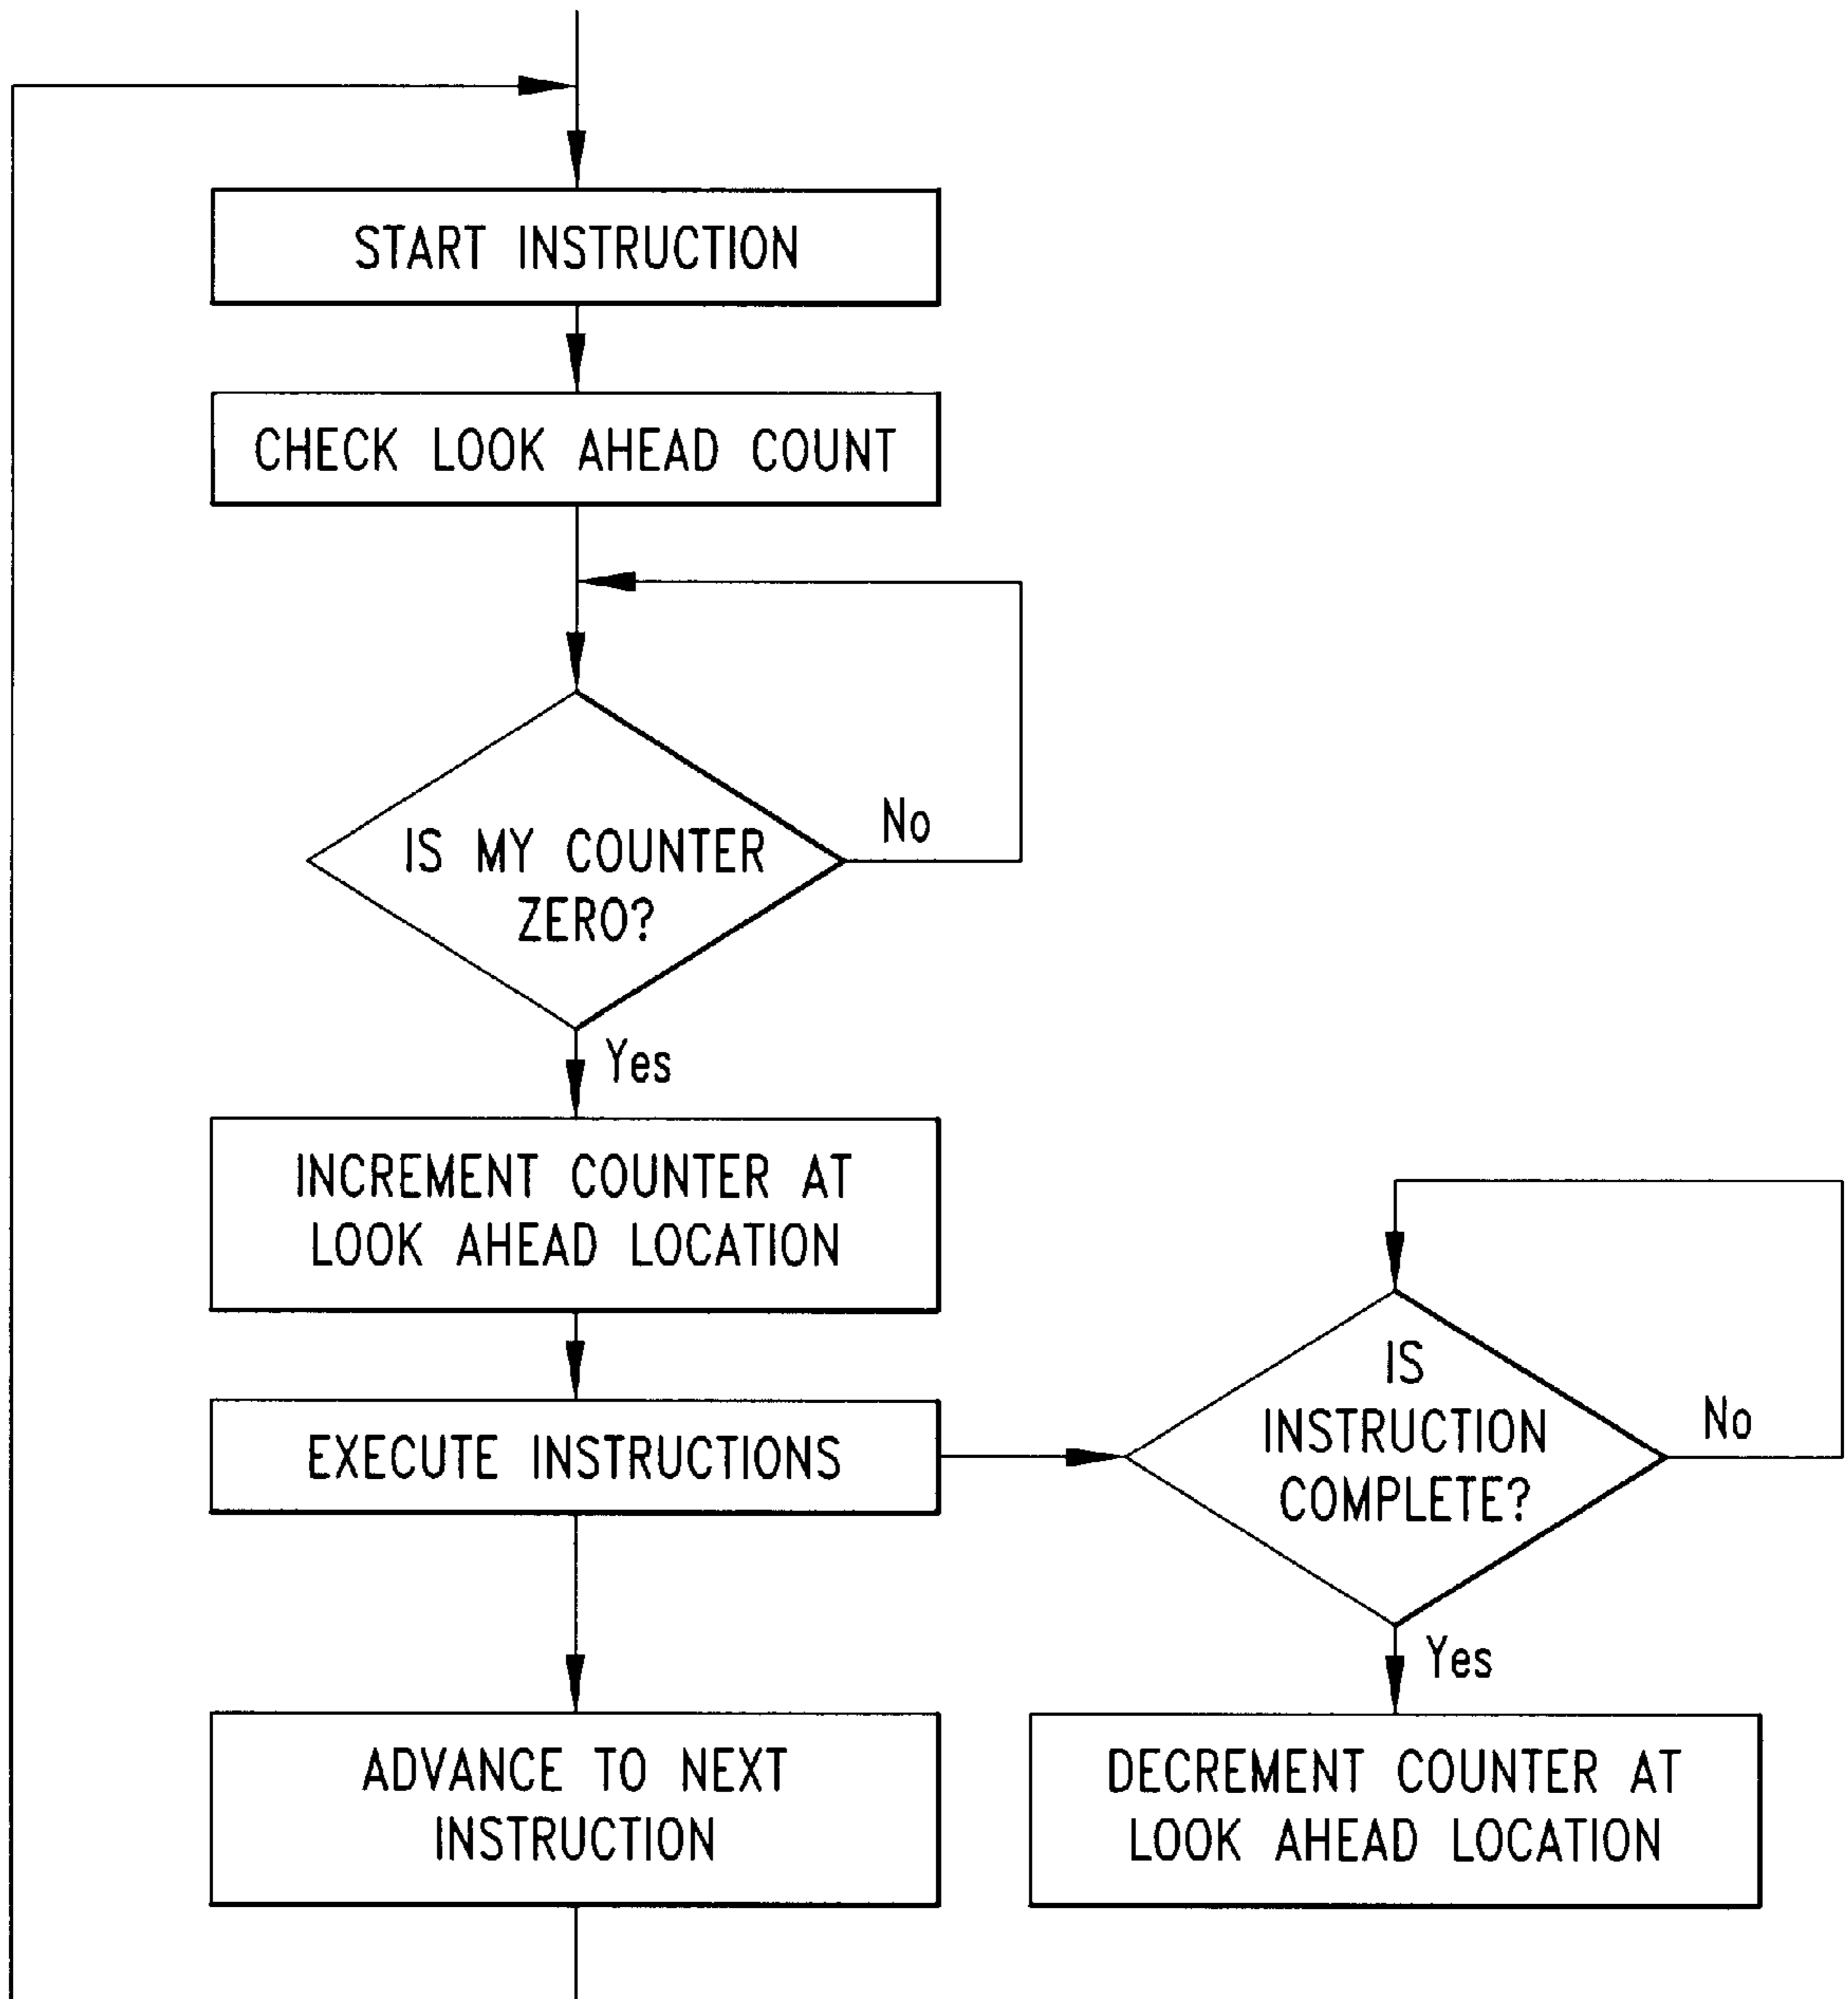 START INSTRUCTION
CHECK LOOK AHEAD COUNT
No
IS MY COUNTER
ZERO?
Yes
INCREMENT COUNTER AT
LOOK AHEAD LOCATION
EXECUTE INSTRUCTIONS
IS
INSTRUCTION
COMPLETE?
No
Yes
ADVANCE TO NEXT
INSTRUCTION
DECREMENT COUNTER AT
LOOK AHEAD LOCATION